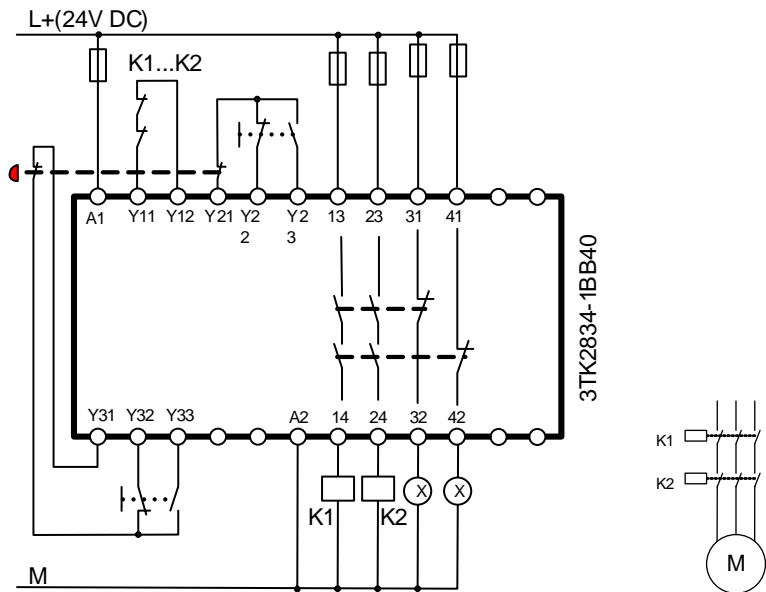 L+(24V DC)
K1...K2
A1 Y11 Y12 Y21 Y2 Y2 13 23 31 41
2 3
3TK2834-1BB40
Y31 Y32 Y33 A2 14 24 32 42
K1
K2
K1 K2 X X
M
M